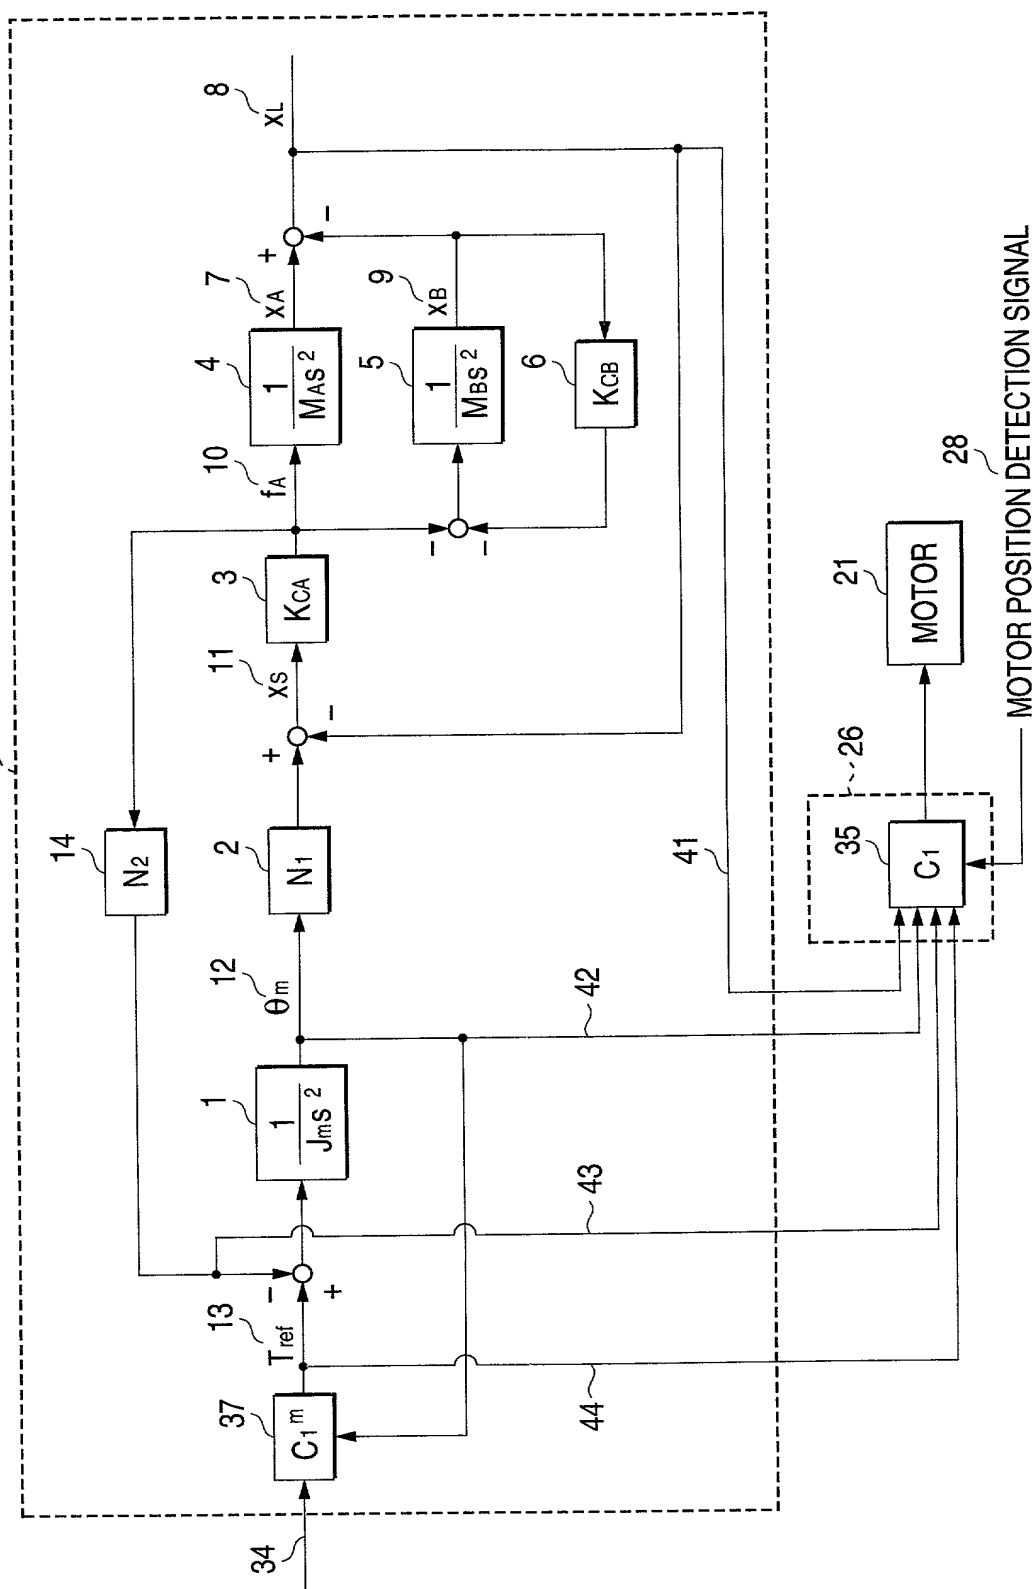 34
37
C1m
13
Tref
-
+
1
1
JmS2
12
θm
2
N1
+
-
11
xS
3
KCA
10
fA
4
1
MAS2
7
xA
+
-
8
xL
14
N2
-
-
5
1
MBS2
9
xB
6
KCB
44
43
42
41
35
C1
26
21
MOTOR
28
MOTOR POSITION DETECTION SIGNAL